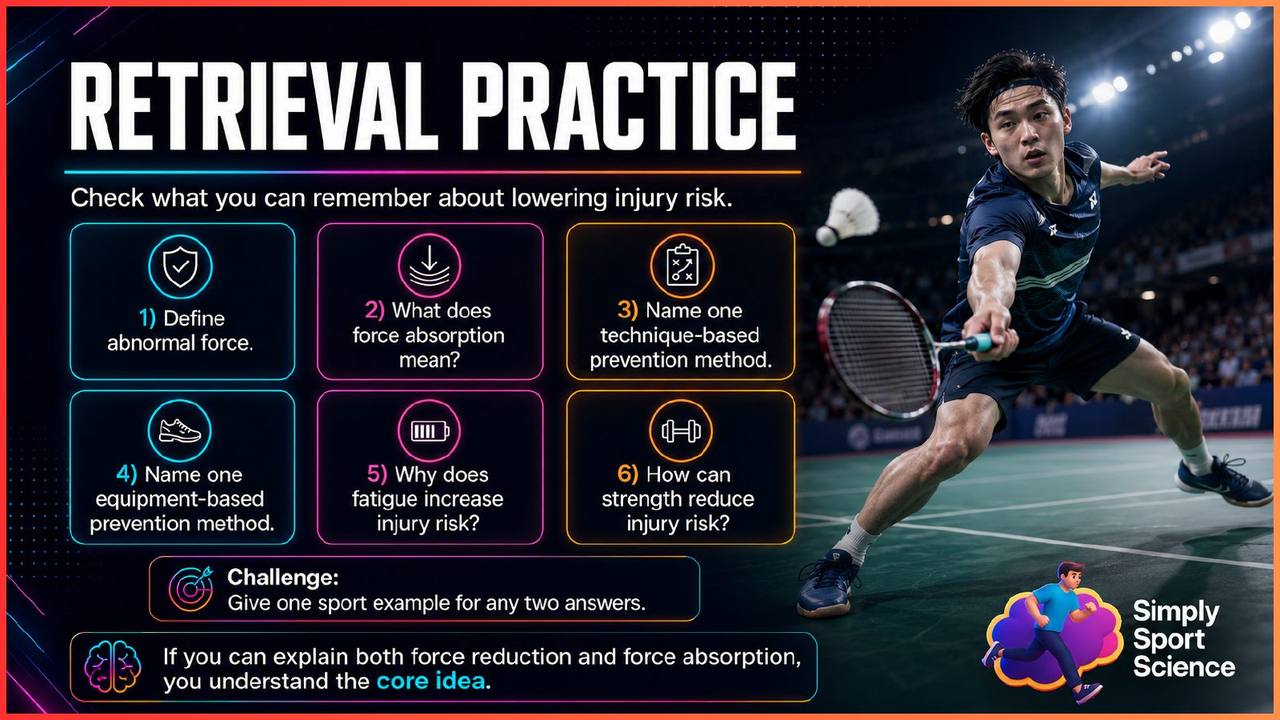 RETRIEVAL PRACTICE
Check what you can remember about lowering injury risk.
1) Define
abnormal force.
2) What does
force absorption
mean?
3) Name one
technique-based
prevention method.
4) Name one
equipment-based
prevention method.
5) Why does
fatigue increase
injury risk?
6) How can
strength reduce
injury risk?
Challenge:
Give one sport example for any two answers.
If you can explain both force reduction and force absorption,
you understand the core idea.
Simply
Sport
Science